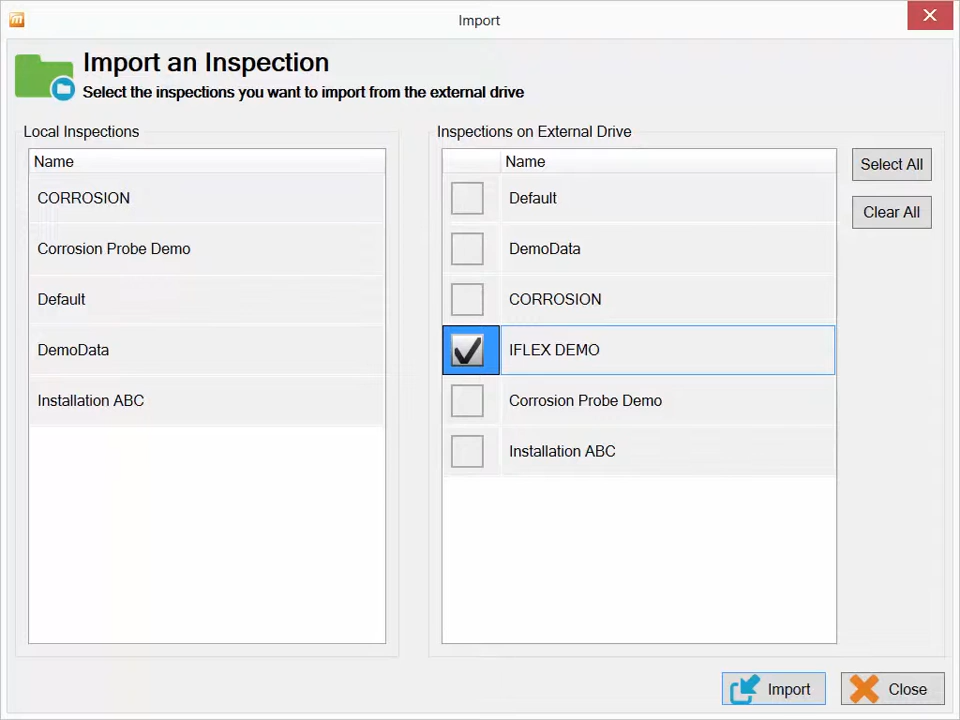 Import
Import an Inspection
Select the inspections you want to import from the external drive
Local Inspections
Name
CORROSION
Corrosion Probe Demo
Default
DemoData
Installation ABC
Inspections on External Drive
Name
Default
DemoData
CORROSION
IFLEX DEMO
Corrosion Probe Demo
Installation ABC
Select All
Clear All
Import
Close